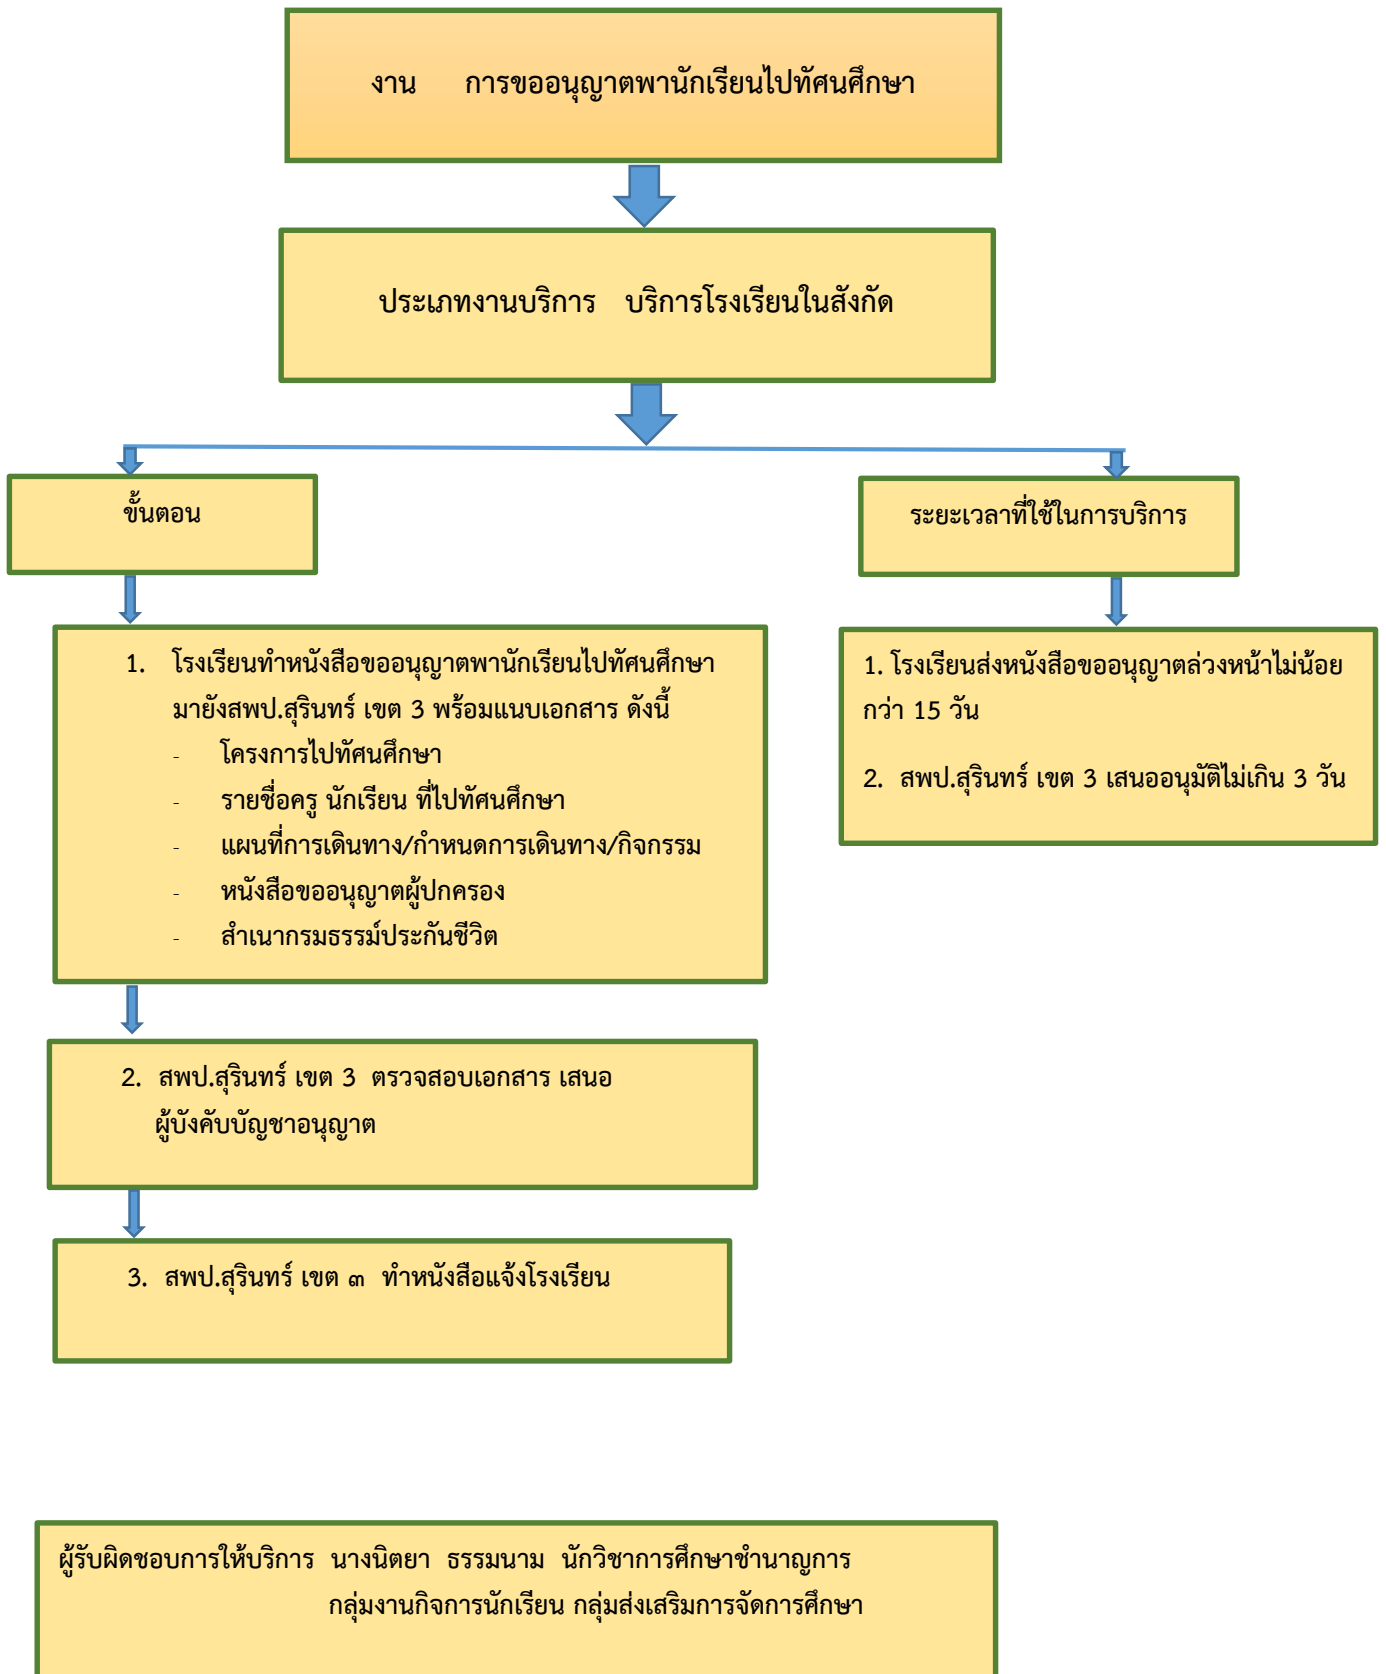 งาน การขออนุญาตพานักเรียนไปทัศนศึกษา
ประเภทงานบริการ บริการโรงเรียนในสังกัด
ขั้นตอน
ระยะเวลาที่ใช้ในการบริการ
1. โรงเรียนทำหนังสือขออนุญาตพานักเรียนไปทัศนศึกษา
มายังสพป.สุรินทร์ เขต 3 พร้อมแนบเอกสาร ดังนี้
- โครงการไปทัศนศึกษา
- รายชื่อครู นักเรียน ที่ไปทัศนศึกษา
- แผนที่การเดินทาง/กำหนดการเดินทาง/กิจกรรม
- หนังสือขออนุญาตผู้ปกครอง
- สำเนากรมธรรม์ประกันชีวิต
1. โรงเรียนส่งหนังสือขออนุญาตล่วงหน้าไม่น้อย
กว่า 15 วัน
2. สพป.สุรินทร์ เขต 3 เสนออนุมัติไม่เกิน 3 วัน
2. สพป.สุรินทร์ เขต 3 ตรวจสอบเอกสาร เสนอ
ผู้บังคับบัญชาอนุญาต
3. สพป.สุรินทร์ เขต ๓ ทำหนังสือแจ้งโรงเรียน
ผู้รับผิดชอบการให้บริการ นางนิตยา ธรรมนาม นักวิชาการศึกษาชำนาญการ
กลุ่มงานกิจการนักเรียน กลุ่มส่งเสริมการจัดการศึกษา